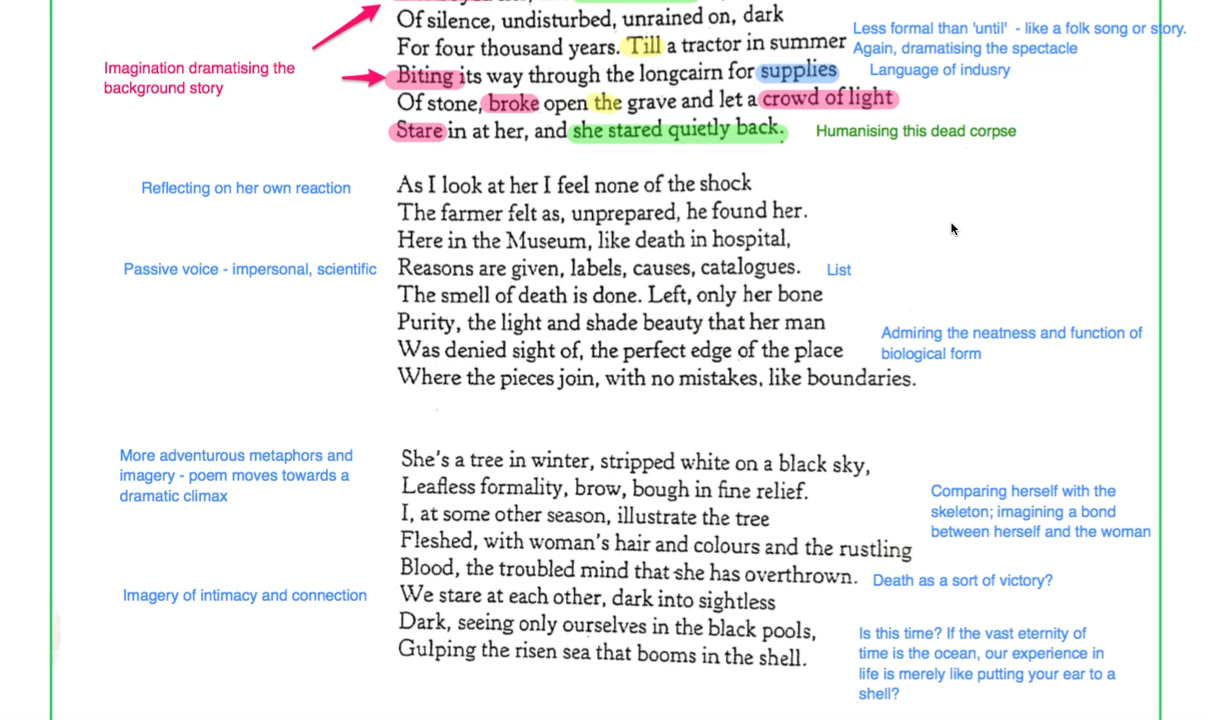 Of silence, undisturbed, unrained on, dark
For four thousand years. Till a tractor in summer
Less formal than 'until' - like a folk song or story.
Again, dramatising the spectacle
Imagination dramatising the
background story
Biting its way through the longcairn for supplies
Language of indusry
Of stone, broke open the grave and let a crowd of light
Stare in at her, and she stared quietly back.
Humanising this dead corpse
Reflecting on her own reaction
As I look at her I feel none of the shock
The farmer felt as, unprepared, he found her.
Here in the Museum, like death in hospital,
Passive voice - impersonal, scientific
Reasons are given, labels, causes, catalogues.
List
The smell of death is done. Left, only her bone
Purity, the light and shade beauty that her man
Was denied sight of, the perfect edge of the place
Where the pieces join, with no mistakes, like boundaries.
Admiring the neatness and function of
biological form
More adventurous metaphors and
imagery - poem moves towards a
dramatic climax
She's a tree in winter, stripped white on a black sky,
Leafless formality, brow, bough in fine relief.
I, at some other season, illustrate the tree
Fleshed, with woman's hair and colours and the rustling
Comparing herself with the
skeleton; imagining a bond
between herself and the woman
Blood, the troubled mind that she has overthrown.
Death as a sort of victory?
Imagery of intimacy and connection
We stare at each other, dark into sightless
Dark, seeing only ourselves in the black pools,
Gulping the risen sea that booms in the shell.
Is this time? If the vast eternity of
time is the ocean, our experience in
life is merely like putting your ear to a
shell?